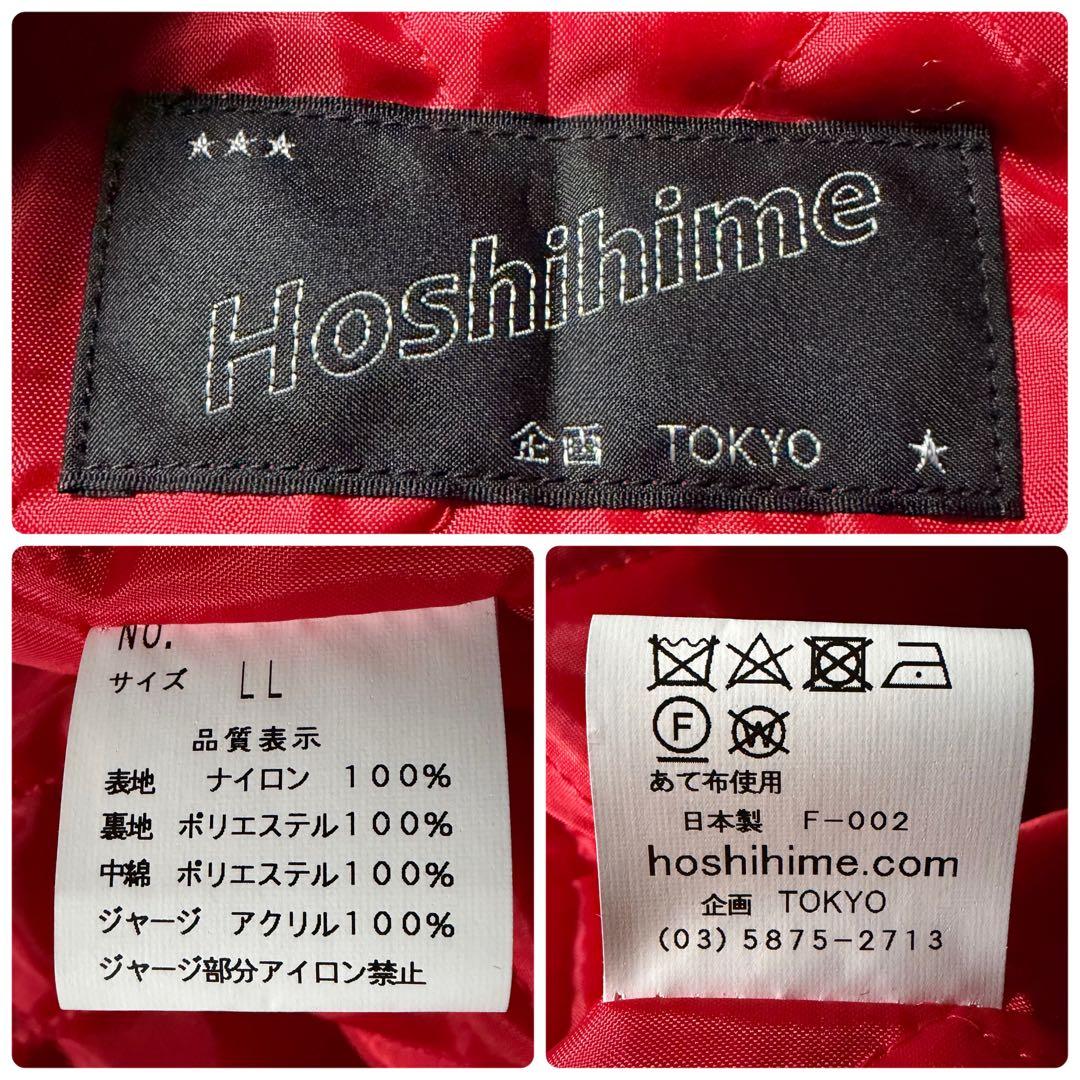 ★★★
Hoshihime
企画 TOKYO ★
NO.
サイズ LL
品質表示
表地 ナイロン 100%
裏地 ポリエステル100%
中綿 ポリエステル100%
ジャージ アクリル100%
ジャージ部分アイロン禁止
F W
あて布使用
日本製 F-002
hoshihime.com
企画 TOKYO
(03)5875-2713